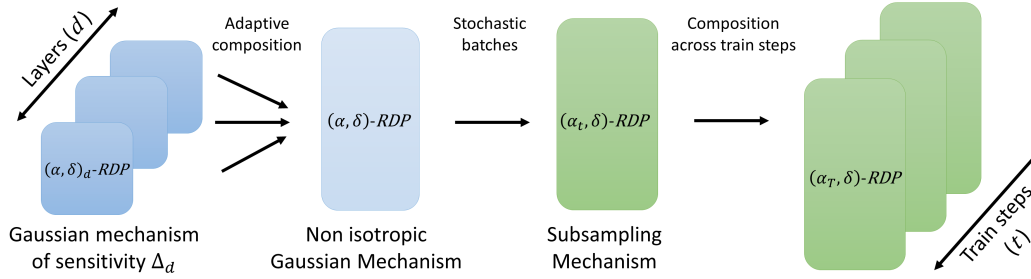 Layers (d)
Adaptive
composition
Stochastic
batches
Composition
across train steps
(α, δ)_d-RDP
(α, δ)-RDP
(α_t, δ)-RDP
(α_T, δ)-RDP
Gaussian mechanism
of sensitivity Δ_d
Non isotropic
Gaussian Mechanism
Subsampling
Mechanism
Train steps
(t)